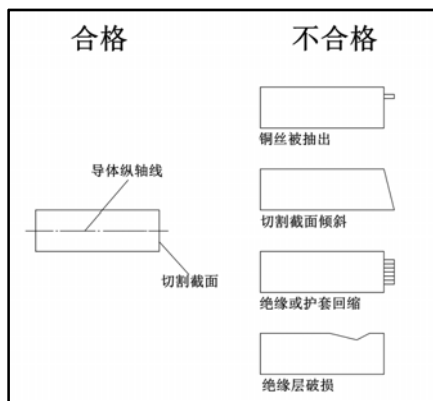 合格
不合格
导体纵轴线
切割截面
铜丝被抽出
切割截面倾斜
绝缘或护套回缩
绝缘层破损